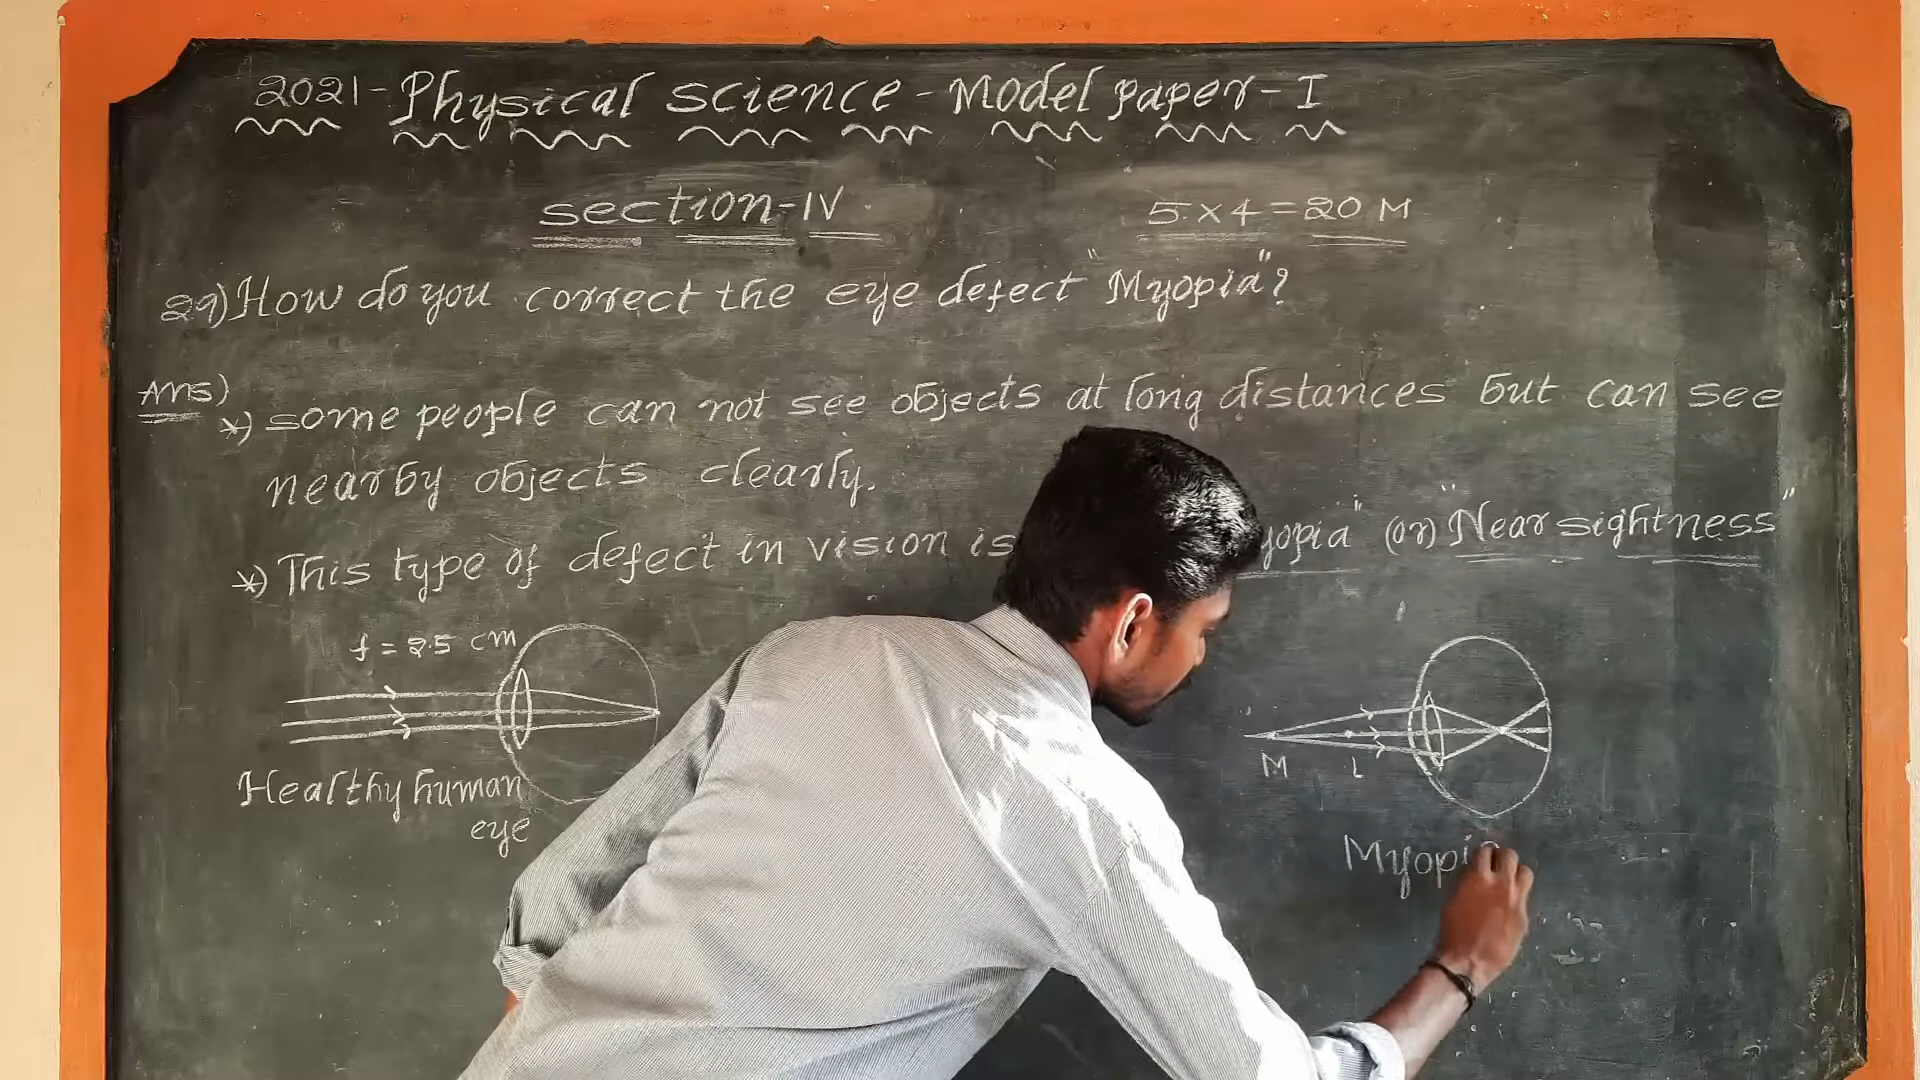 2021-Physical science-Model paper-I
section-IV
5×4=20 M
29) How do you correct the eye defect "Myopia"?
Ans)
*) some people can not see objects at long distances but can see
nearby objects clearly.
*) This type of defect in vision is yopia" (or) "Near sightness"
f = 2.5 cm
Healthy human
eye
M L
Myopi